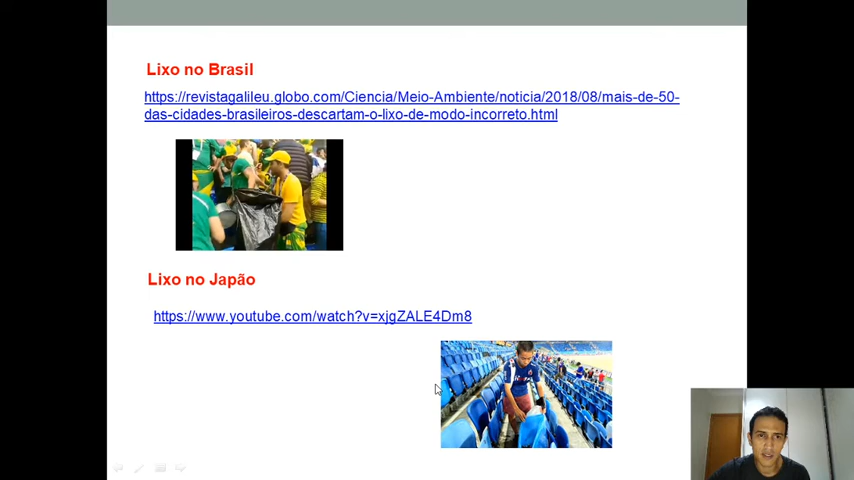 Lixo no Brasil
https://revistagalileu.globo.com/Ciencia/Meio-Ambiente/noticia/2018/08/mais-de-50-
das-cidades-brasileiros-descartam-o-lixo-de-modo-incorreto.html
Lixo no Japão
https://www.youtube.com/watch?v=xjgZALE4Dm8